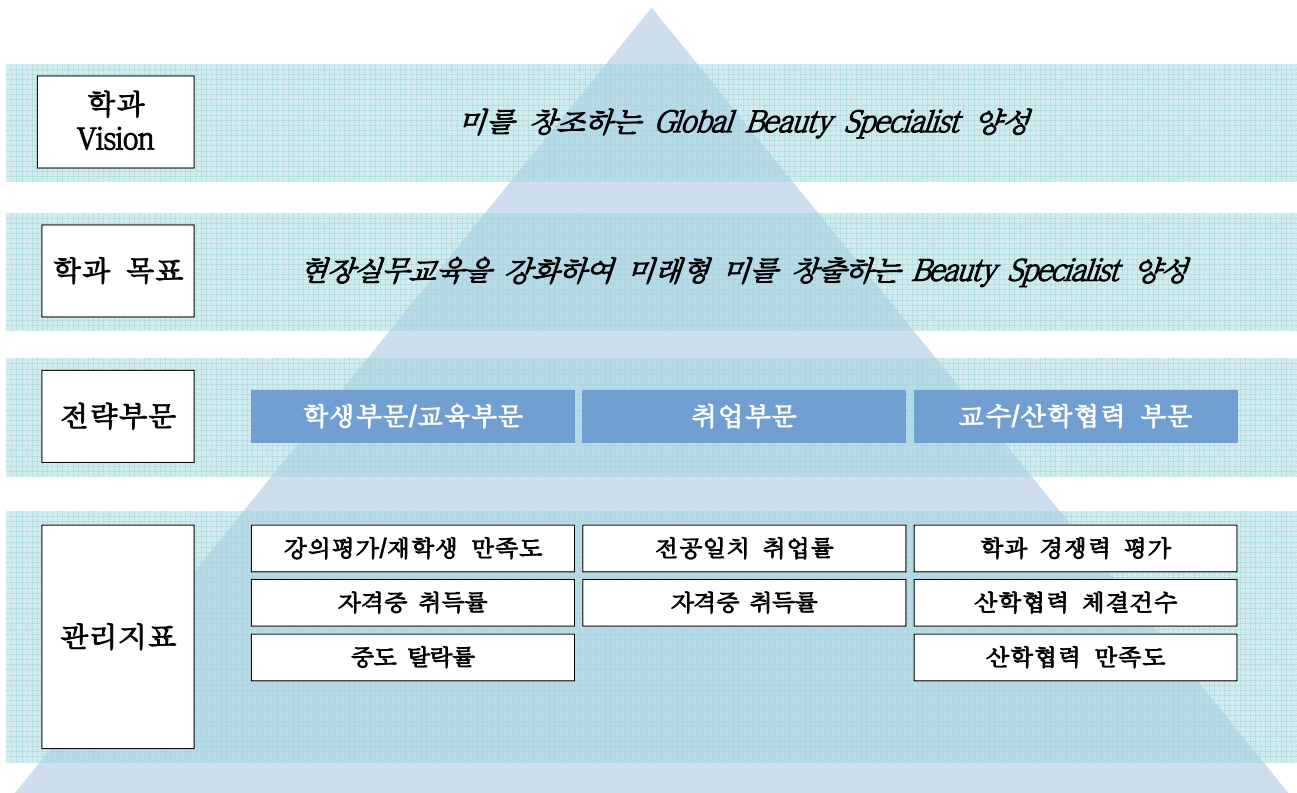 학과
Vision
미를 창조하는 Global Beauty Specialist 양성
학과 목표
현장실무교육을 강화하여 미래형 미를 창출하는 Beauty Specialist 양성
전략부문
학생부문/교육부문
취업부문
교수/산학협력 부문
관리지표
강의평가/재학생 만족도
전공일치 취업률
학과 경쟁력 평가
자격증 취득률
자격증 취득률
산학협력 체결건수
중도 탈락률
산학협력 만족도